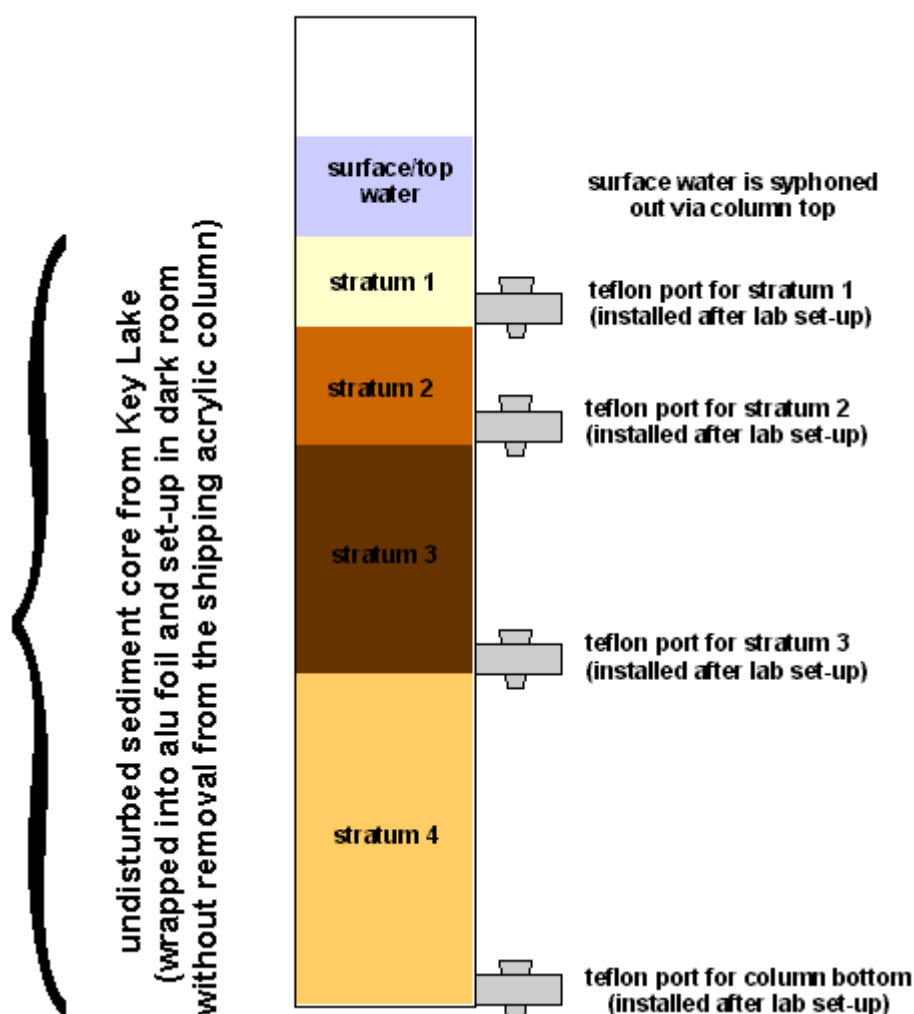 surface/top
water
surface water is syphoned
out via column top
stratum 1
teflon port for stratum 1
(installed after lab set-up)
stratum 2
teflon port for stratum 2
(installed after lab set-up)
undisturbed sediment core from Key Lake
(wrapped into alu foil and set-up in dark room
without removal from the shipping acrylic column)
stratum 3
teflon port for stratum 3
(installed after lab set-up)
stratum 4
teflon port for column bottom
(installed after lab set-up)